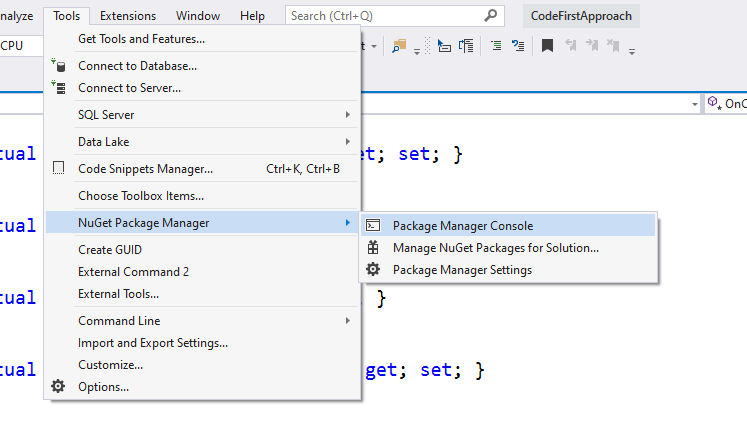 nalyze Tools Extensions Window Help Search (Ctrl+Q) CodeFirstApproach
CPU Get Tools and Features... t
Connect to Database...
Connect to Server...
OnC
SQL Server
Data Lake
tual et; set; }
Code Snippets Manager... Ctrl+K, Ctrl+B
Choose Toolbox Items...
tual NuGet Package Manager Package Manager Console
Create GUID Manage NuGet Packages for Solution...
External Command 2 Package Manager Settings
tual External Tools... }
Command Line
Import and Export Settings...
tual Customize... get; set; }
Options...